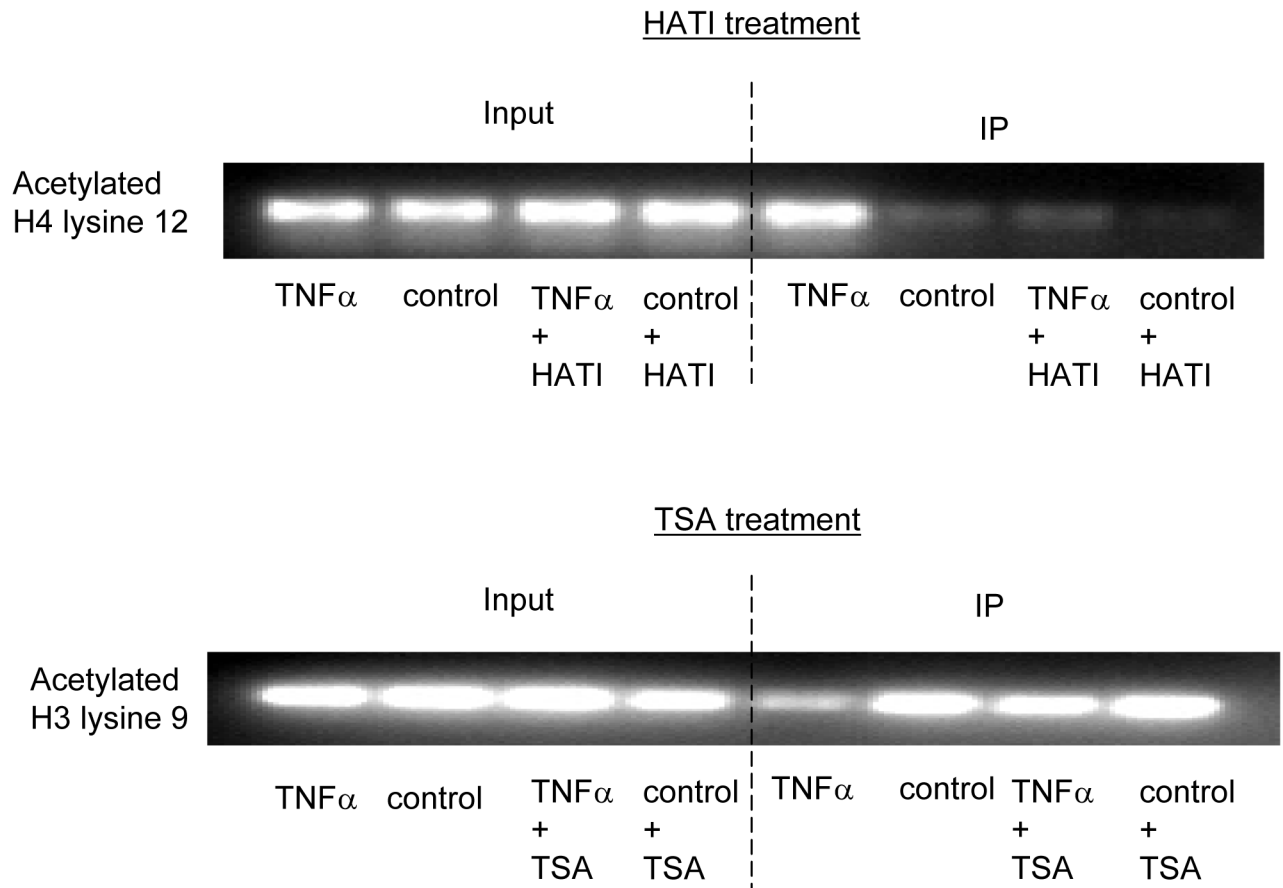 HATI treatment
Input
IP
Acetylated
H4 lysine 12
TNFα control TNFα control TNFα control TNFα control
+ + + +
HATI HATI HATI HATI
TSA treatment
Input
IP
Acetylated
H3 lysine 9
TNFα control TNFα control TNFα control TNFα control
+ + + +
TSA TSA TSA TSA